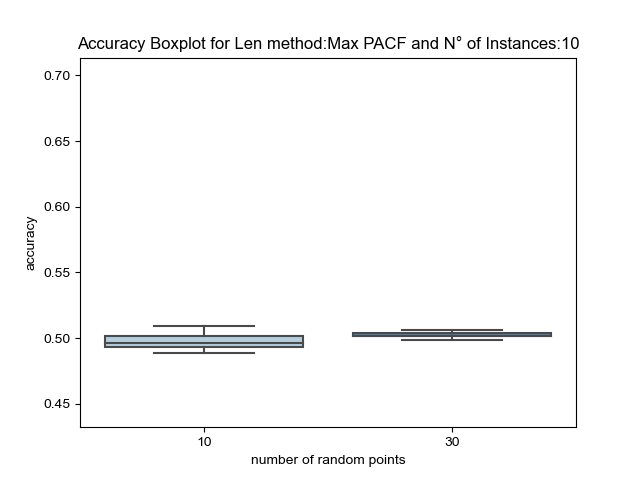 Accuracy Boxplot for Len method:Max PACF and N° of Instances:10
0.70
0.65
0.60
0.55
0.50
0.45
accuracy
10 30
number of random points